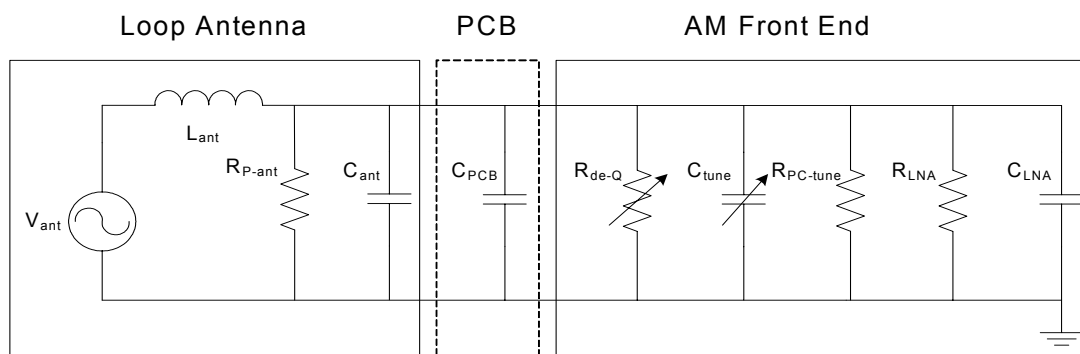 Loop Antenna
PCB
AM Front End
Lant
RP-ant
Cant
CPCB
Rde-Q
Ctune
RPC-tune
RLNA
CLNA
Vant